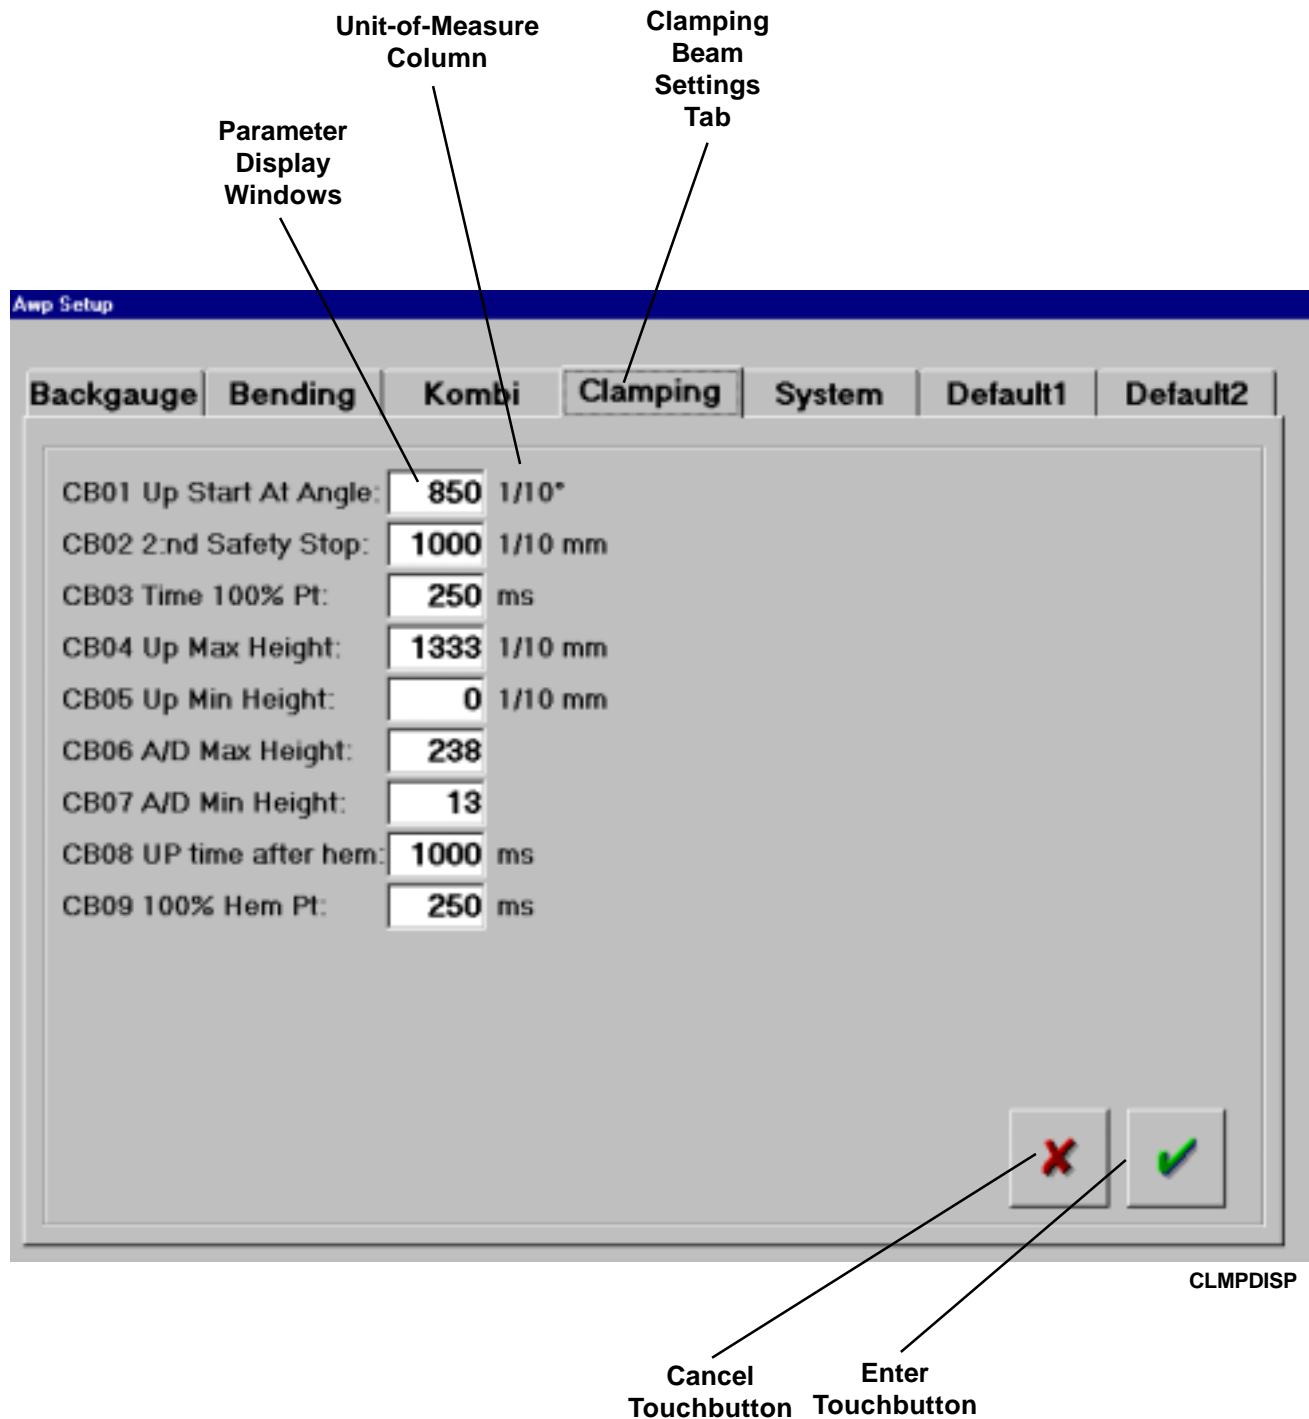 Unit-of-Measure
Column
Clamping
Beam
Settings
Tab
Parameter
Display
Windows
Awp Setup
Backgauge Bending Kombi Clamping System Default1 Default2
CB01 Up Start At Angle: 850 1/10°
CB02 2:nd Safety Stop: 1000 1/10 mm
CB03 Time 100% Pt: 250 ms
CB04 Up Max Height: 1333 1/10 mm
CB05 Up Min Height: 0 1/10 mm
CB06 A/D Max Height: 238
CB07 A/D Min Height: 13
CB08 UP time after hem: 1000 ms
CB09 100% Hem Pt: 250 ms
CLMPDISP
Cancel
Touchbutton
Enter
Touchbutton